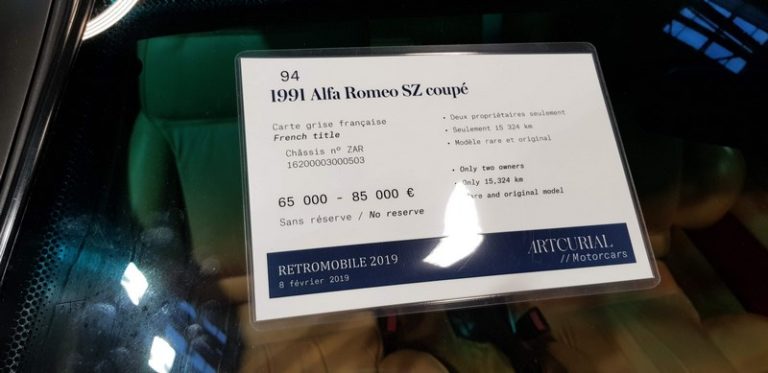 94
1991 Alfa Romeo SZ coupé
Carte grise française
French title
Châssis nº ZAR
16200003000503
65 000 - 85 000 €
Sans réserve / No reserve
• Deux propriétaires seulement
• Seulement 15 324 km
• Modèle rare et original
• Only two owners
• Only 15,324 km
• Rare and original model
RETROMOBILE 2019
8 février 2019
ARTCURIAL
// Motorcars